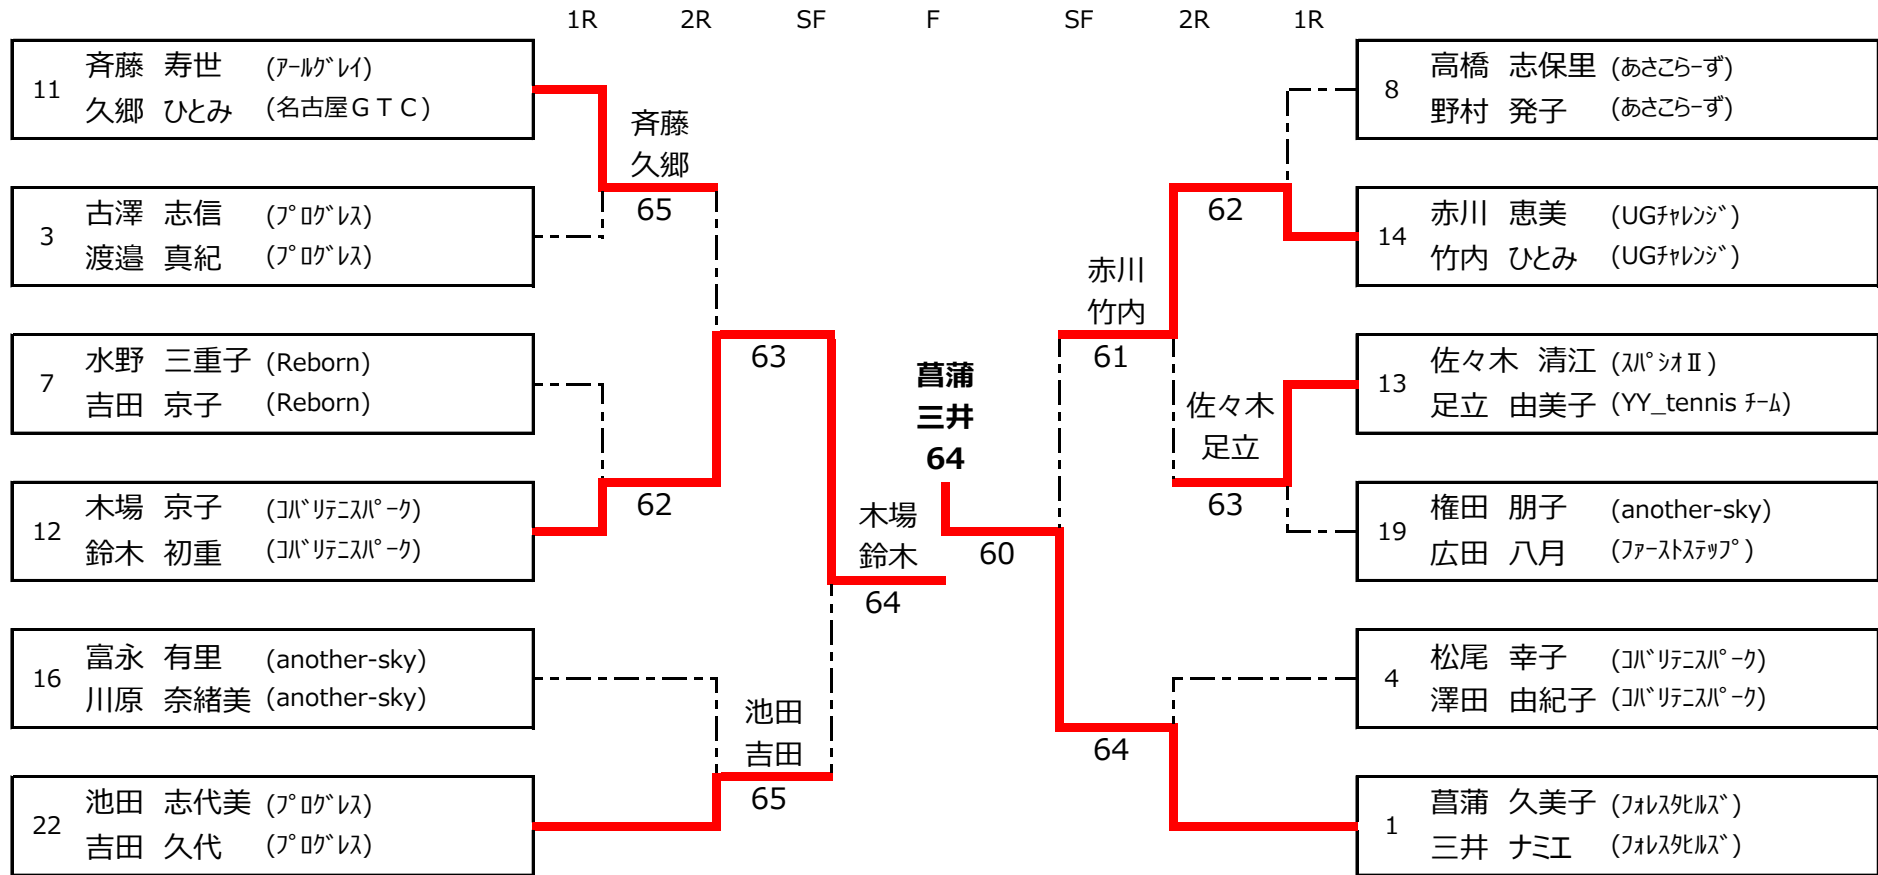 1R 2R SF F SF 2R 1R
11 斉藤 寿世 (ｱｰﾙｸﾞﾚｲ)
久郷 ひとみ (名古屋ＧＴＣ)
斉藤
久郷
65
3 古澤 志信 (ﾌﾟﾛｸﾞﾚｽ)
渡邉 真紀 (ﾌﾟﾛｸﾞﾚｽ)
7 水野 三重子 (Reborn)
吉田 京子 (Reborn)
63
12 木場 京子 (ｺﾊﾞﾘﾃﾆｽﾊﾟｰｸ)
鈴木 初重 (ｺﾊﾞﾘﾃﾆｽﾊﾟｰｸ)
62
木場
鈴木
64
16 富永 有里 (another-sky)
川原 奈緒美 (another-sky)
池田
吉田
65
22 池田 志代美 (ﾌﾟﾛｸﾞﾚｽ)
吉田 久代 (ﾌﾟﾛｸﾞﾚｽ)
菖蒲
三井
64
60
8 高橋 志保里 (あさこらーず)
野村 発子 (あさこらーず)
62
14 赤川 恵美 (UGﾁｬﾚﾝｼﾞ)
竹内 ひとみ (UGﾁｬﾚﾝｼﾞ)
赤川
竹内
61
13 佐々木 清江 (ｽﾊﾟｼｵⅡ)
足立 由美子 (YY_tennis ﾁｰﾑ)
佐々木
足立
63
19 権田 朋子 (another-sky)
広田 八月 (ﾌｧｰｽﾄｽﾃｯﾌﾟ)
4 松尾 幸子 (ｺﾊﾞﾘﾃﾆｽﾊﾟｰｸ)
澤田 由紀子 (ｺﾊﾞﾘﾃﾆｽﾊﾟｰｸ)
64
1 菖蒲 久美子 (ﾌｫﾚｽﾀﾋﾙｽﾞ)
三井 ナミエ (ﾌｫﾚｽﾀﾋﾙｽﾞ)